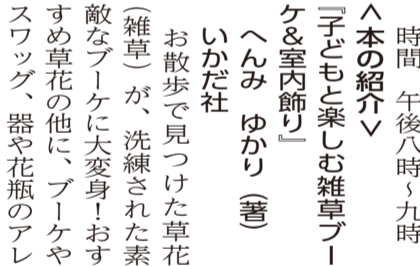 時間　午後八時～九時
＜本の紹介＞
『子どもと楽しむ雑草ブー
ケ&室内飾り』
へんみ　ゆかり（著）
いかだ社
お散歩で見つけた草花
（雑草）が、洗練された素
敵なブーケに大変身！おす
すめ草花の他に、ブーケや
スワッグ、器や花瓶のアレ